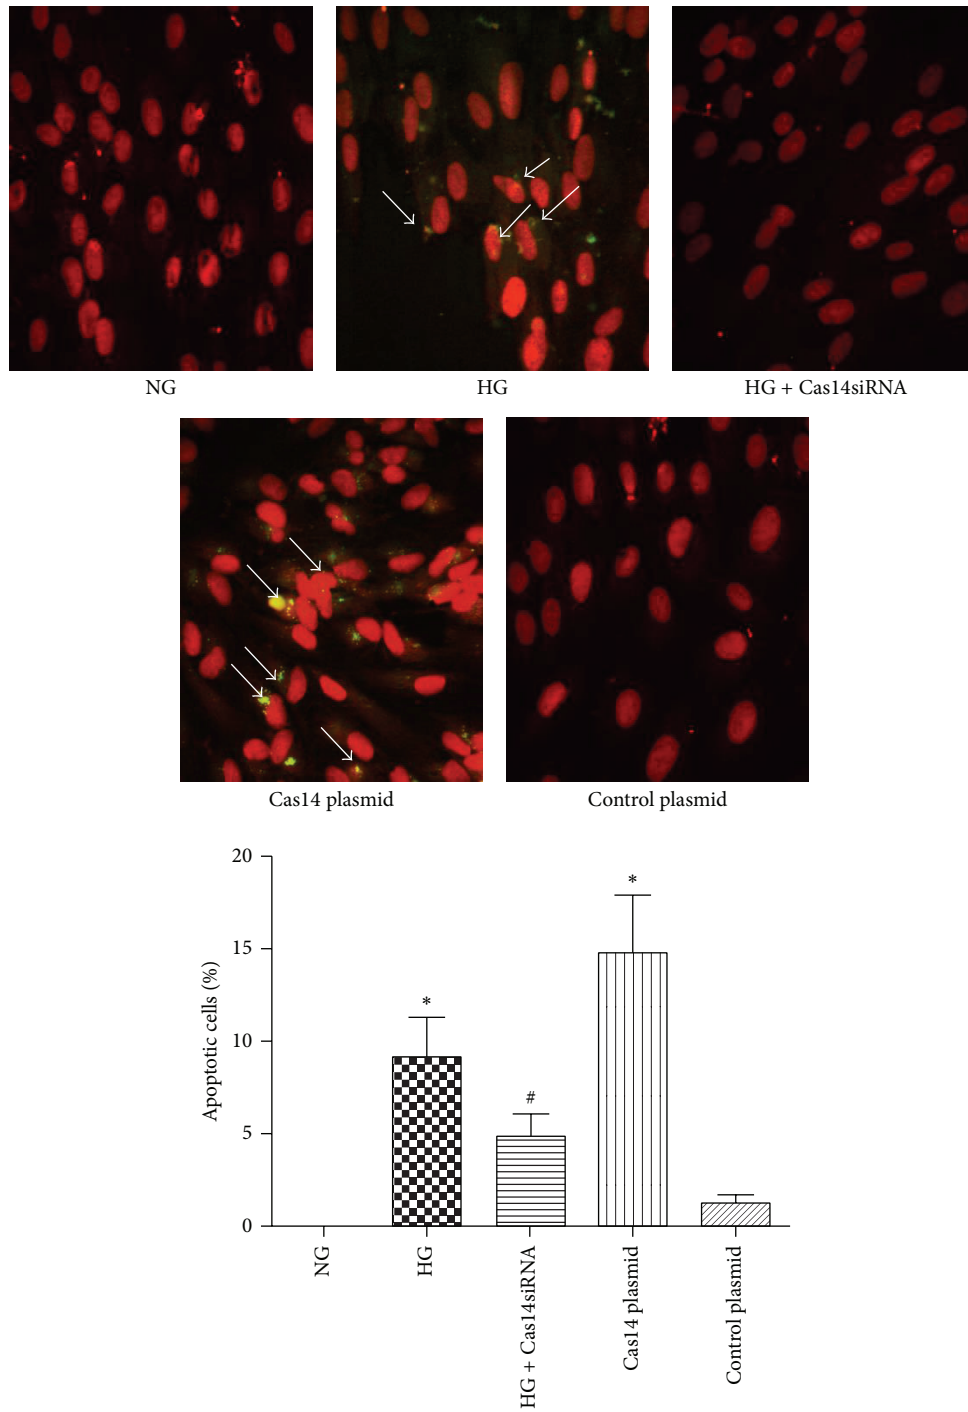 NG
HG
HG + Cas14siRNA
Cas14 plasmid
Control plasmid
20
15
10
5
0
Apoptotic cells (%)
*
*
#
NG
HG
HG + Cas14siRNA
Cas14 plasmid
Control plasmid